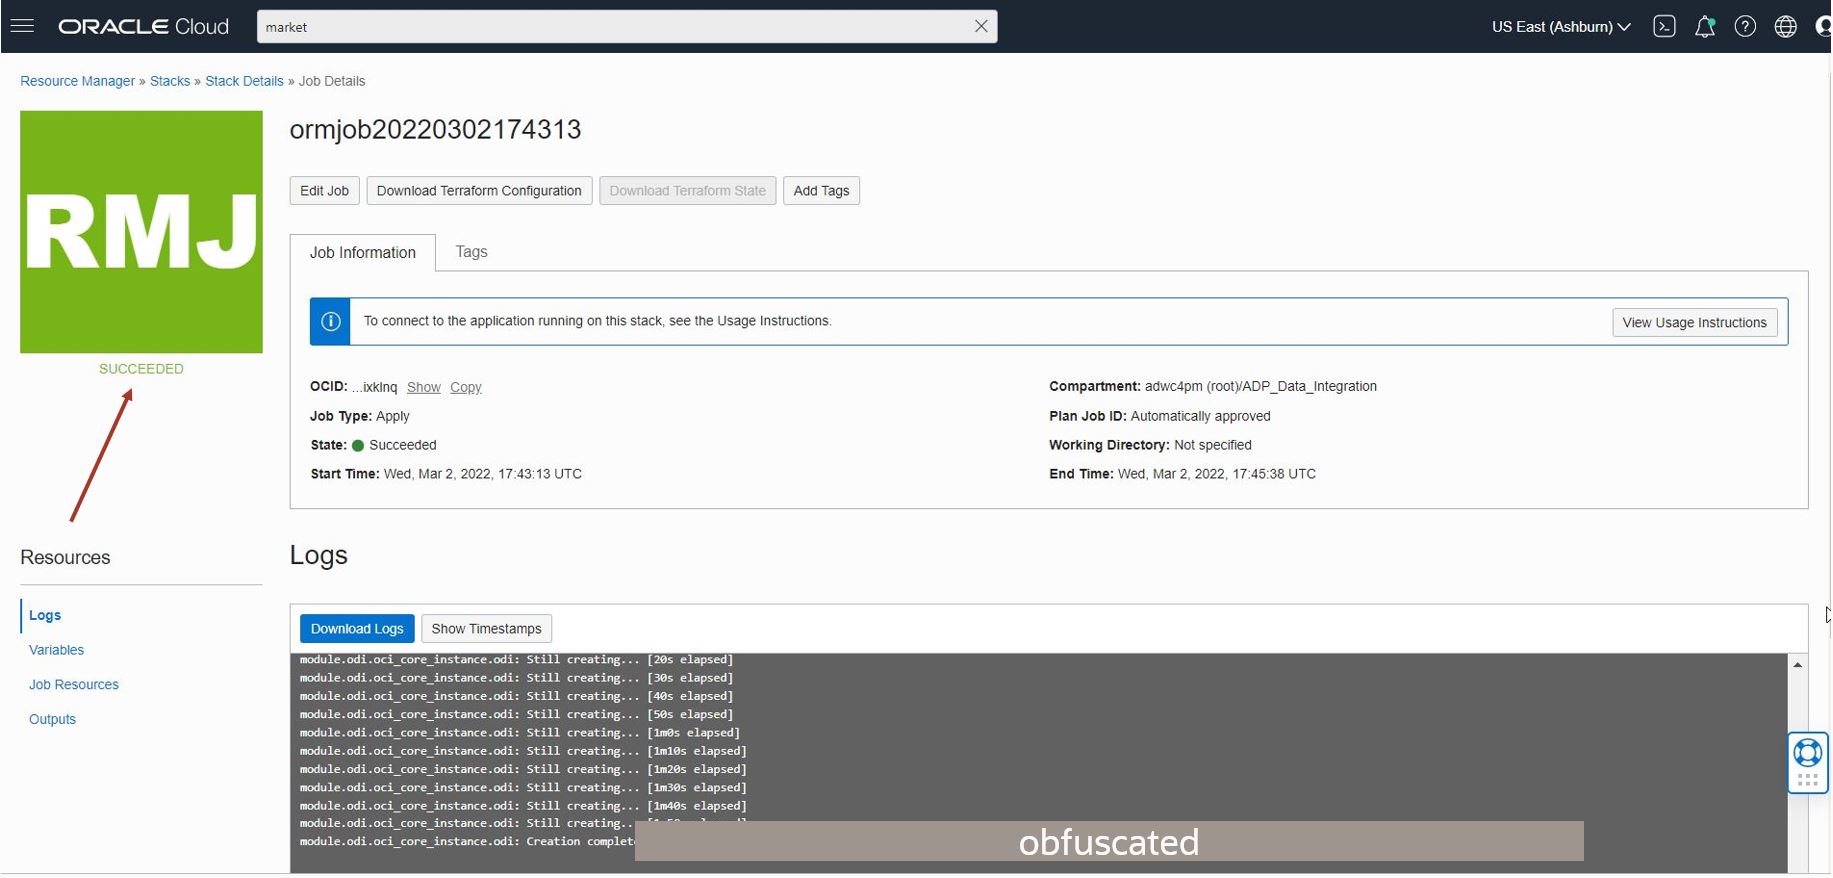 ORACLE Cloud
market
US East (Ashburn)
Resource Manager » Stacks » Stack Details » Job Details
RMJ
SUCCEEDED
ormjob20220302174313
Edit Job
Download Terraform Configuration
Download Terraform State
Add Tags
Job Information
Tags
To connect to the application running on this stack, see the Usage Instructions.
View Usage Instructions
OCID: ...ixklnq Show Copy
Job Type: Apply
State: Succeeded
Start Time: Wed, Mar 2, 2022, 17:43:13 UTC
Compartment: adwc4pm (root)/ADP_Data_Integration
Plan Job ID: Automatically approved
Working Directory: Not specified
End Time: Wed, Mar 2, 2022, 17:45:38 UTC
Resources
Logs
Variables
Job Resources
Outputs
Logs
Download Logs
Show Timestamps
module.odi.oci_core_instance.odi: Still creating... [20s elapsed]
module.odi.oci_core_instance.odi: Still creating... [30s elapsed]
module.odi.oci_core_instance.odi: Still creating... [40s elapsed]
module.odi.oci_core_instance.odi: Still creating... [50s elapsed]
module.odi.oci_core_instance.odi: Still creating... [1m0s elapsed]
module.odi.oci_core_instance.odi: Still creating... [1m10s elapsed]
module.odi.oci_core_instance.odi: Still creating... [1m20s elapsed]
module.odi.oci_core_instance.odi: Still creating... [1m30s elapsed]
module.odi.oci_core_instance.odi: Still creating... [1m40s elapsed]
module.odi.oci_core_instance.odi: Still creating..
module.odi.oci_core_instance.odi: Creation complet
obfuscated